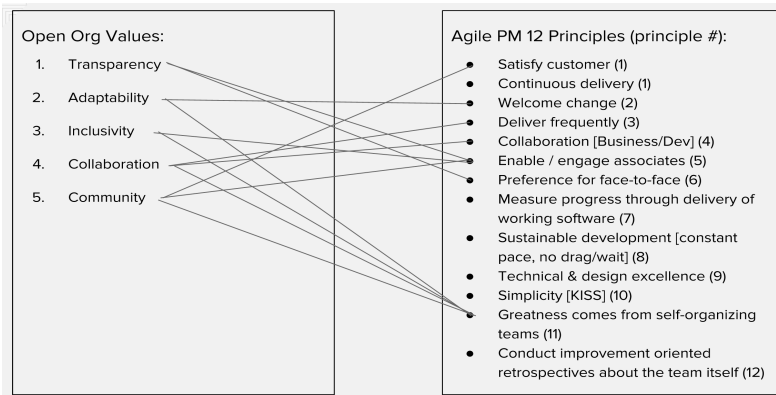 Open Org Values:
1. Transparency
2. Adaptability
3. Inclusivity
4. Collaboration
5. Community
Agile PM 12 Principles (principle #):
● Satisfy customer (1)
● Continuous delivery (1)
● Welcome change (2)
● Deliver frequently (3)
● Collaboration [Business/Dev] (4)
● Enable / engage associates (5)
● Preference for face-to-face (6)
● Measure progress through delivery of
working software (7)
● Sustainable development [constant
pace, no drag/wait] (8)
● Technical & design excellence (9)
● Simplicity [KISS] (10)
● Greatness comes from self-organizing
teams (11)
● Conduct improvement oriented
retrospectives about the team itself (12)